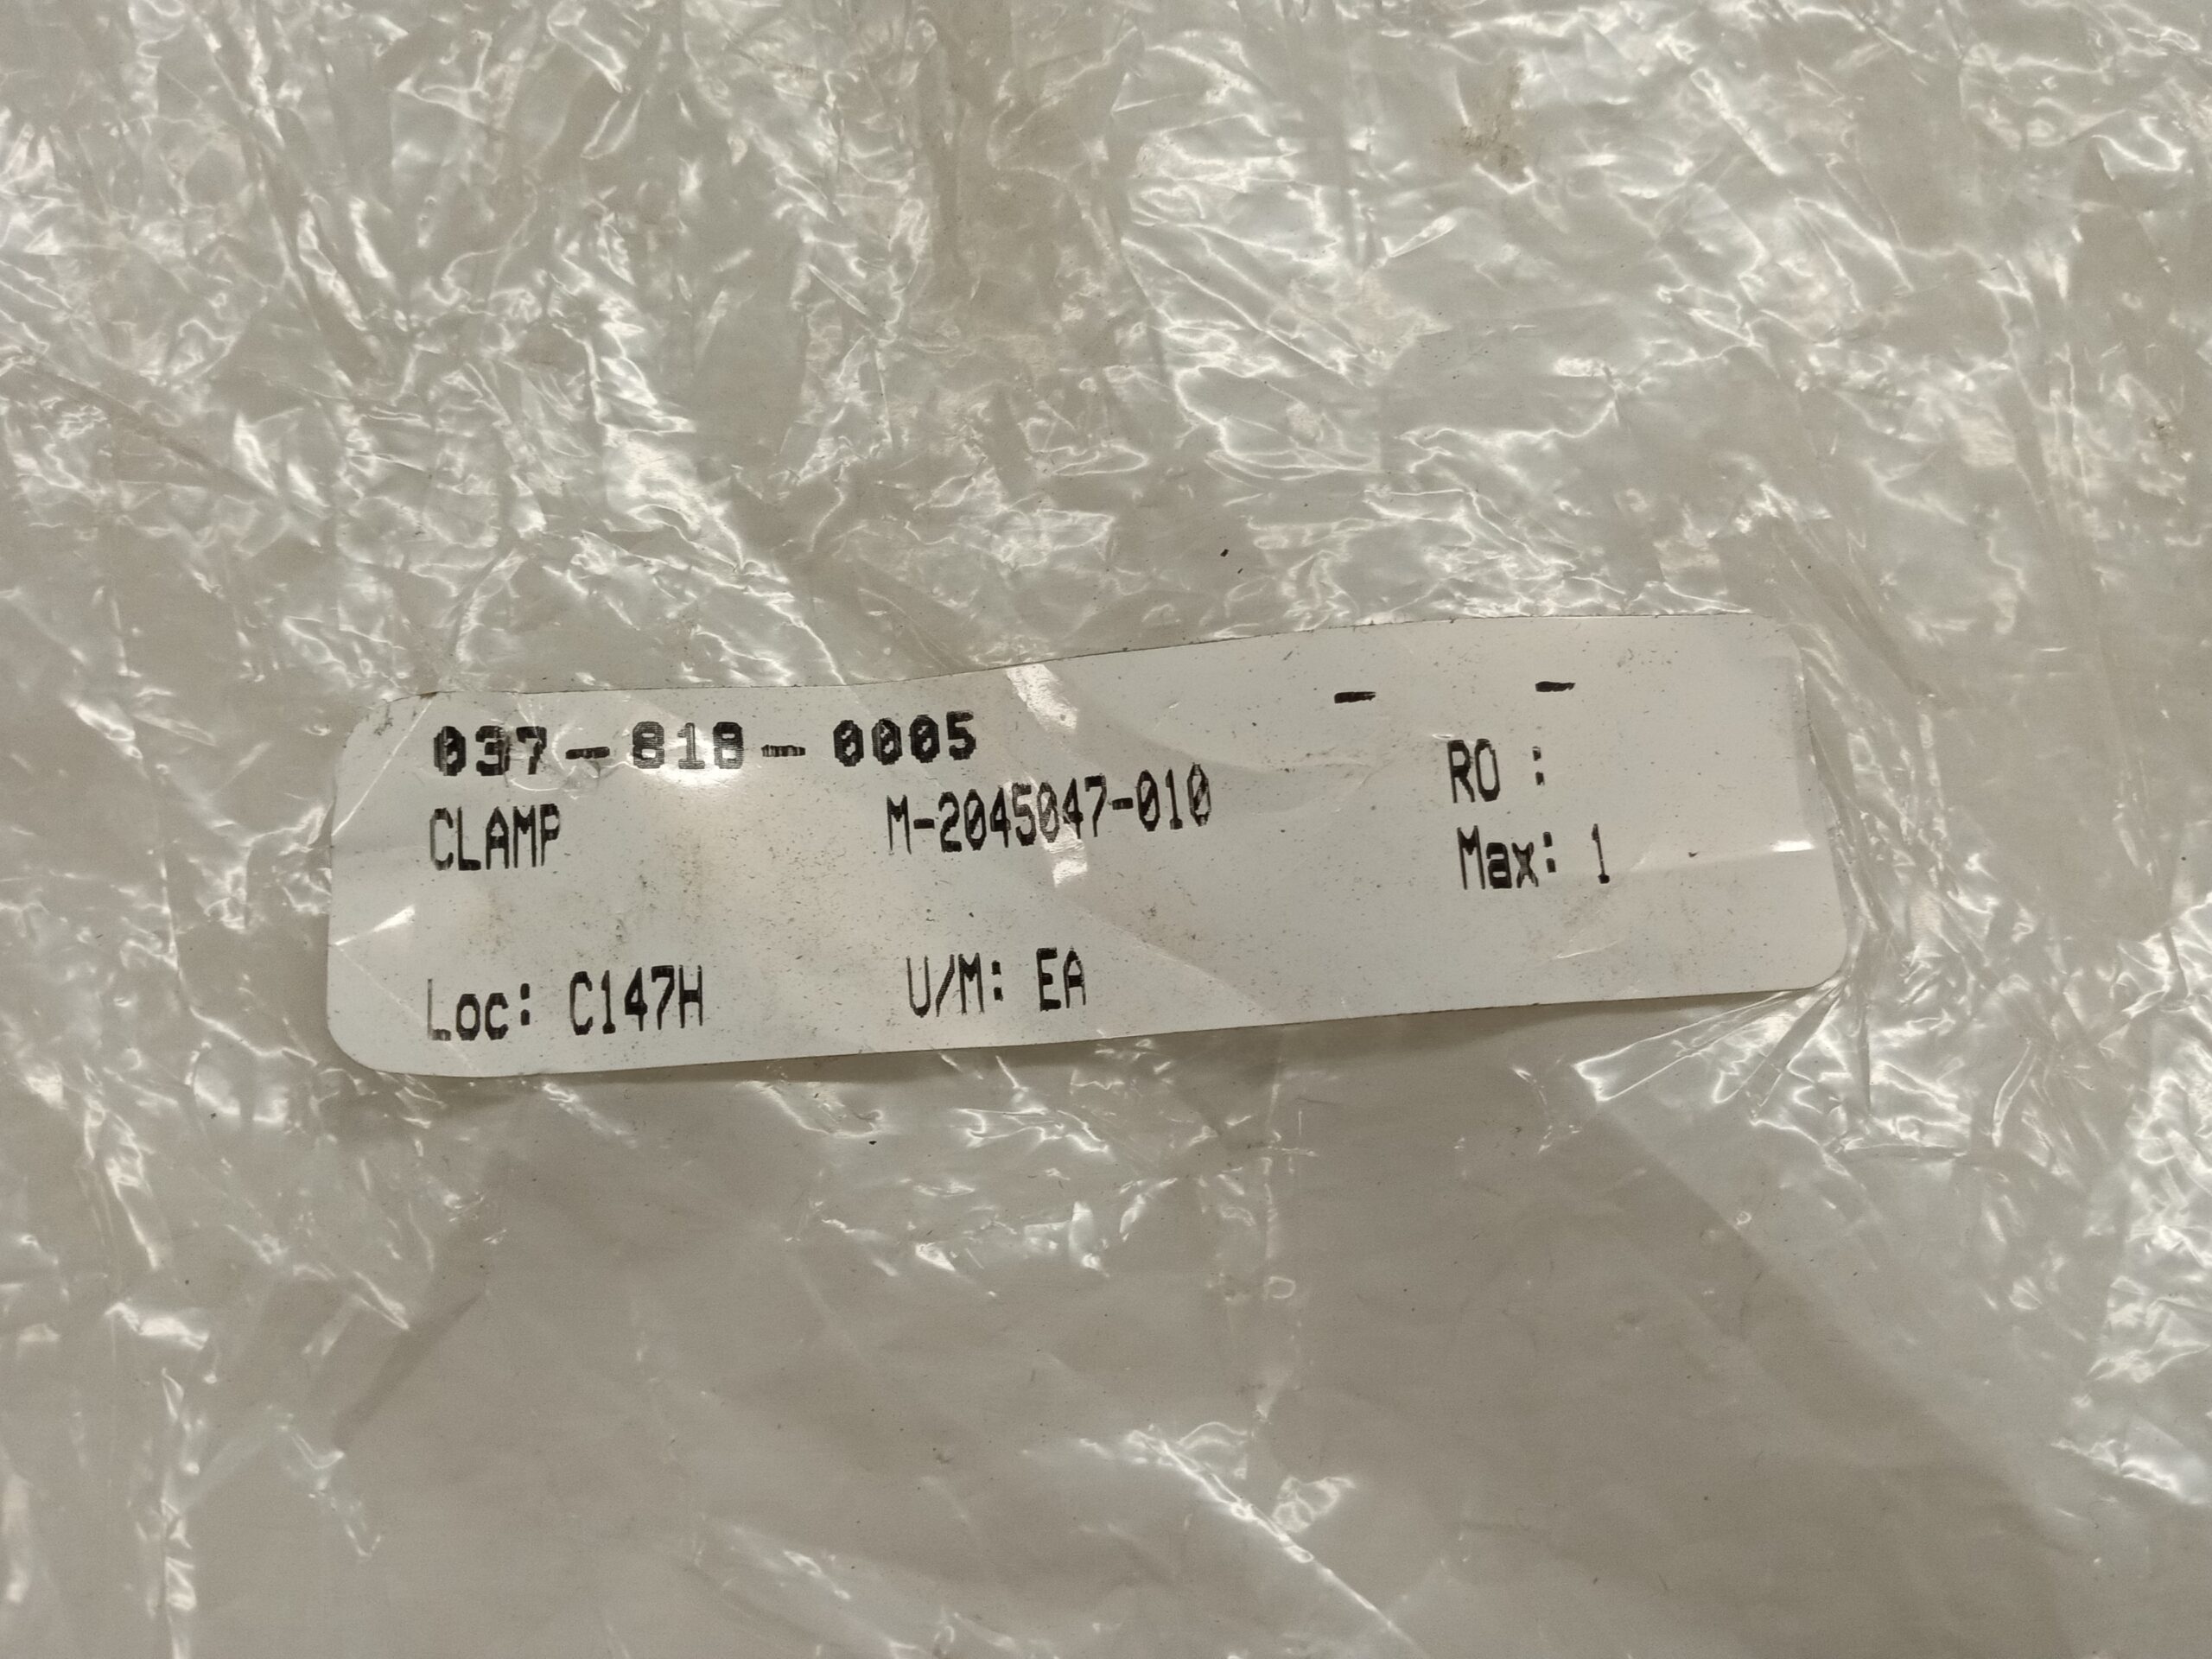 037-818-0005 - -
CLAMP M-2045047-010 RO :
Max: 1
Loc: C147H U/M: EA